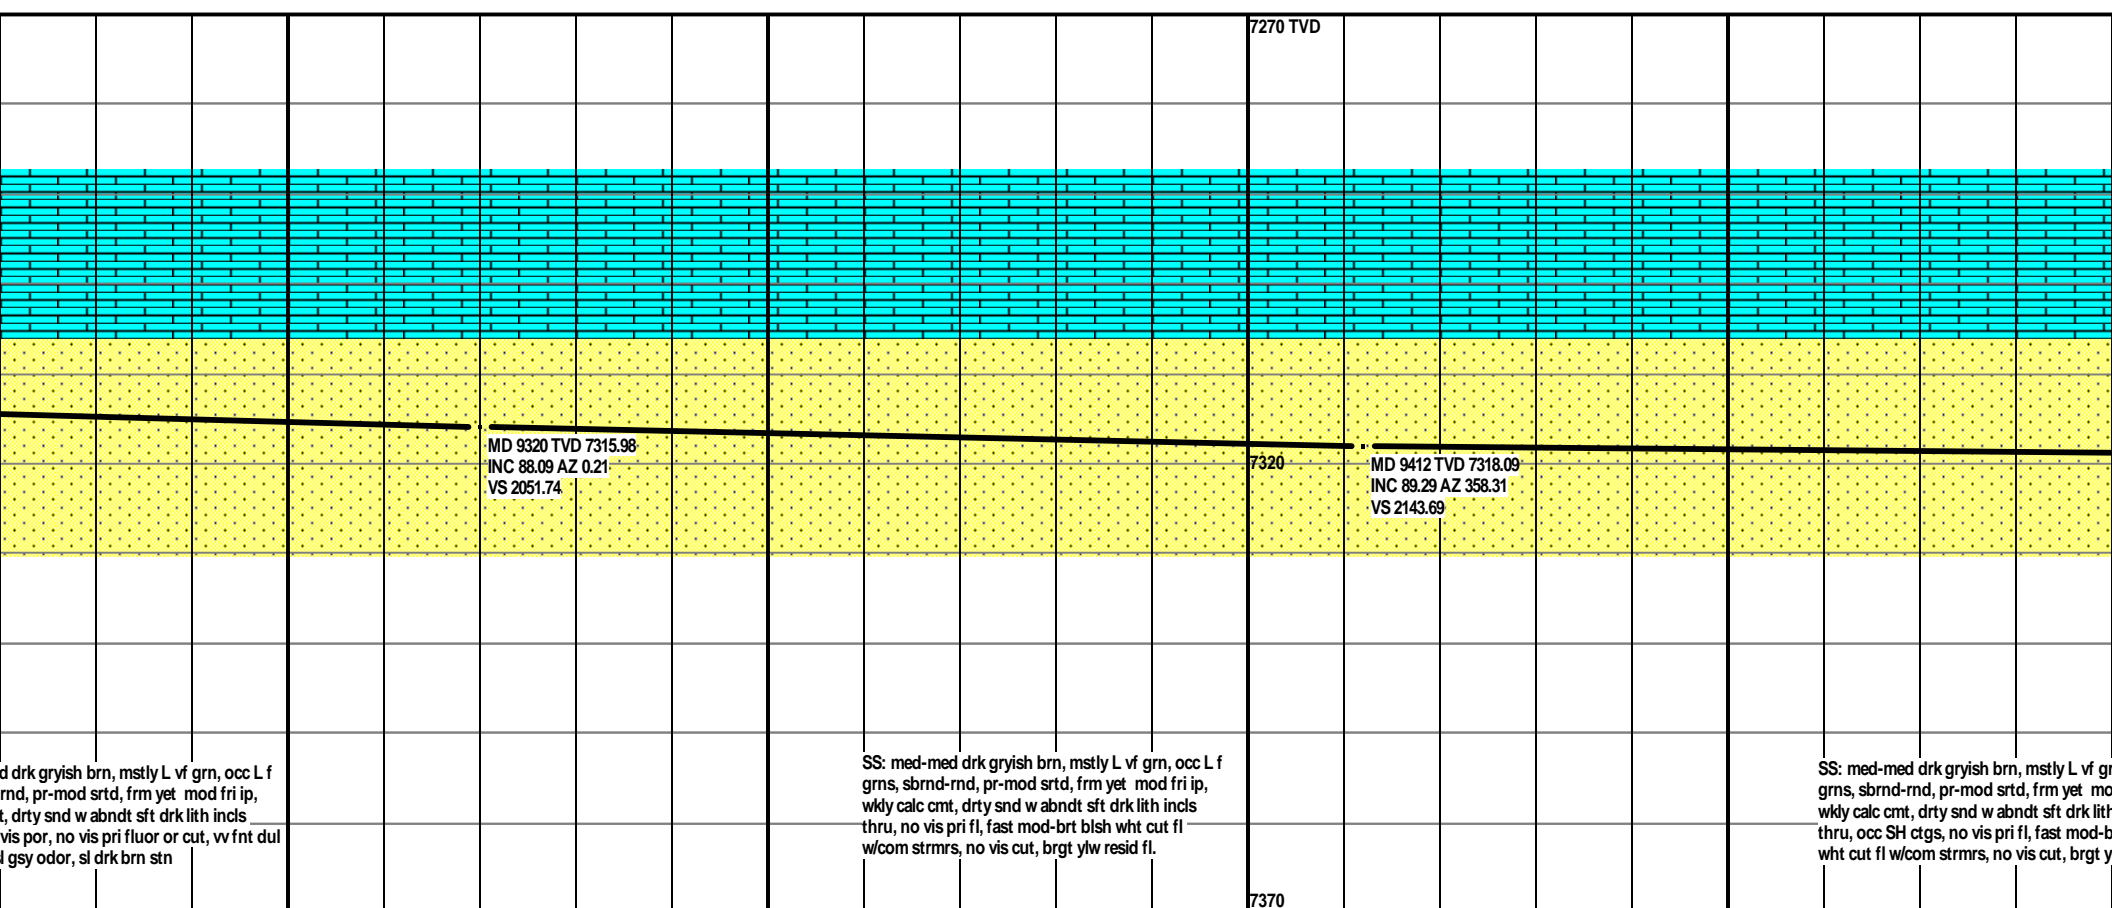 7270 TVD
MD 9320 TVD 7315.98
INC 88.09 AZ 0.21
VS 2051.74
7320
MD 9412 TVD 7318.09
INC 89.29 AZ 358.31
VS 2143.69
drk gryish brn, mstly L vf grn, occ L f
rnd, pr-mod srtd, frm yet mod fri ip,
drty snd w abndt sft drk lith incls
vis por, no vis pri fluor or cut, vv fnt dul
gsy odor, sl drk brn stn
SS: med-med drk gryish brn, mstly L vf grn, occ L f
grns, sbrnd-rnd, pr-mod srtd, frm yet mod fri ip,
wkly calc cmt, drty snd w abndt sft drk lith incls
thru, no vis pri fl, fast mod-brt blsh wht cut fl
w/com strmrs, no vis cut, brgt ylw resid fl.
SS: med-med drk gryish brn, mstly L vf
grns, sbrnd-rnd, pr-mod srtd, frm yet
wkly calc cmt, drty snd w abndt sft drk lith
thru, occ SH ctgs, no vis pri fl, fast
wht cut fl w/com strmrs, no vis cut, brgt
7370